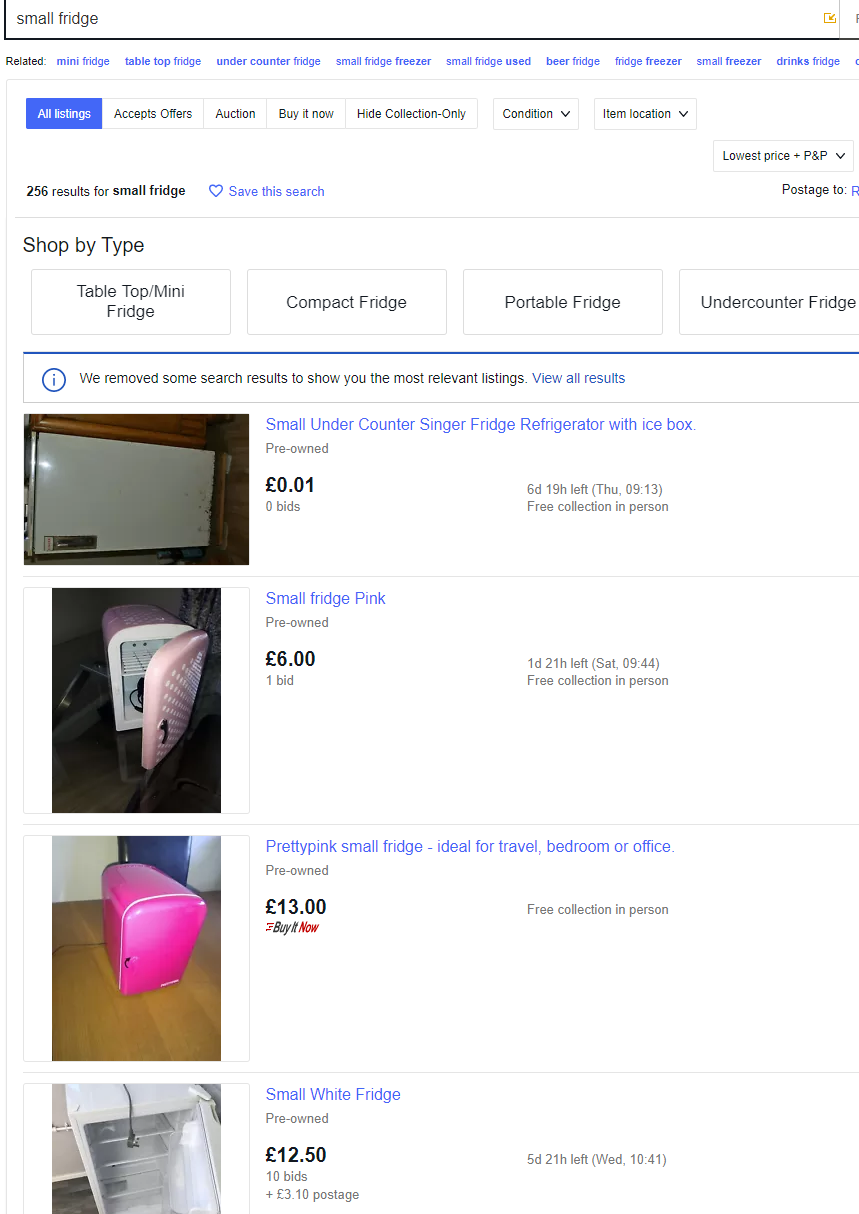 small fridge
Related: mini fridge table top fridge under counter fridge small fridge freezer small fridge used beer fridge fridge freezer small freezer drinks fridge
All listings Accepts Offers Auction Buy it now Hide Collection-Only Condition Item location
Lowest price + P&P
256 results for small fridge Save this search
Postage to:
Shop by Type
Table Top/Mini
Fridge
Compact Fridge
Portable Fridge
Undercounter Fridge
We removed some search results to show you the most relevant listings. View all results
Small Under Counter Singer Fridge Refrigerator with ice box.
Pre-owned
£0.01
0 bids
6d 19h left (Thu, 09:13)
Free collection in person
Small fridge Pink
Pre-owned
£6.00
1 bid
1d 21h left (Sat, 09:44)
Free collection in person
Prettypink small fridge - ideal for travel, bedroom or office.
Pre-owned
£13.00
Buy It Now
Free collection in person
Small White Fridge
Pre-owned
£12.50
10 bids
+ £3.10 postage
5d 21h left (Wed, 10:41)